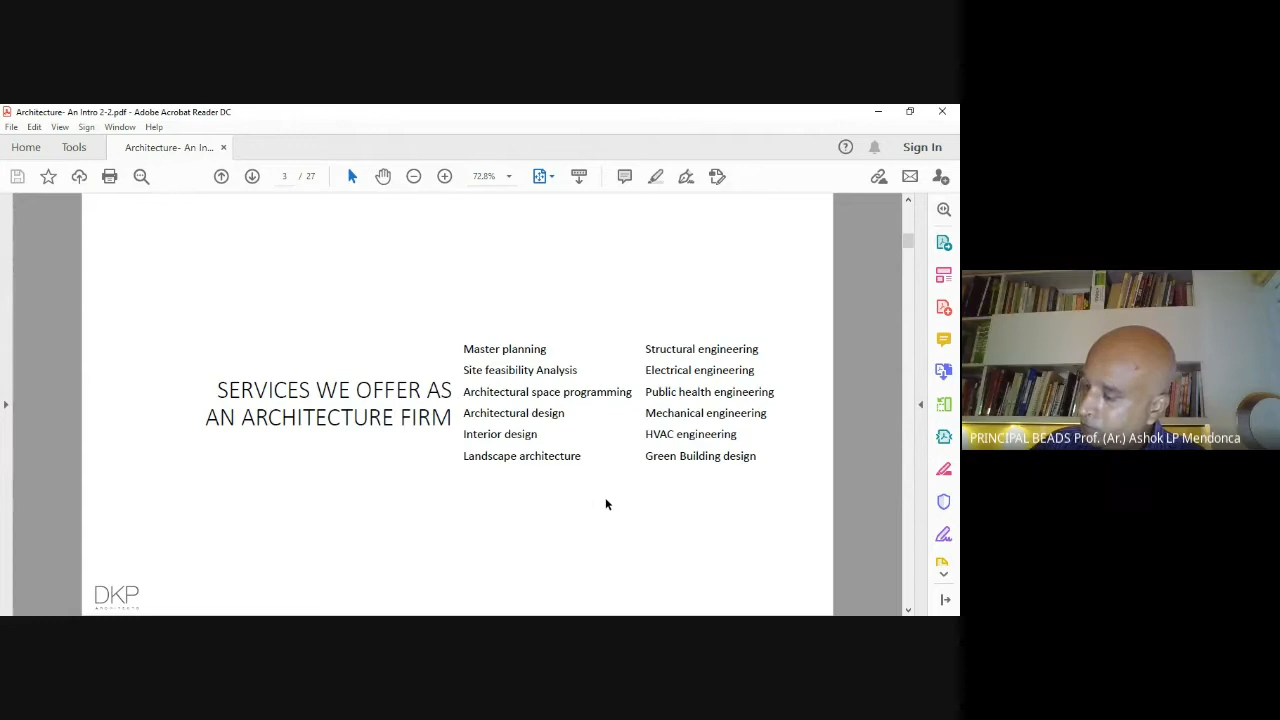 Architecture- An Intro 2-2.pdf - Adobe Acrobat Reader DC
File Edit View Sign Window Help
Home Tools Architecture- An In... ×
Sign In
3 / 27
72.8%
SERVICES WE OFFER AS
AN ARCHITECTURE FIRM
Master planning
Site feasibility Analysis
Architectural space programming
Architectural design
Interior design
Landscape architecture
Structural engineering
Electrical engineering
Public health engineering
Mechanical engineering
HVAC engineering
Green Building design
DKP
ARCHITECTS
PRINCIPAL BEADS Prof. (Ar.) Ashok LP Mendonca